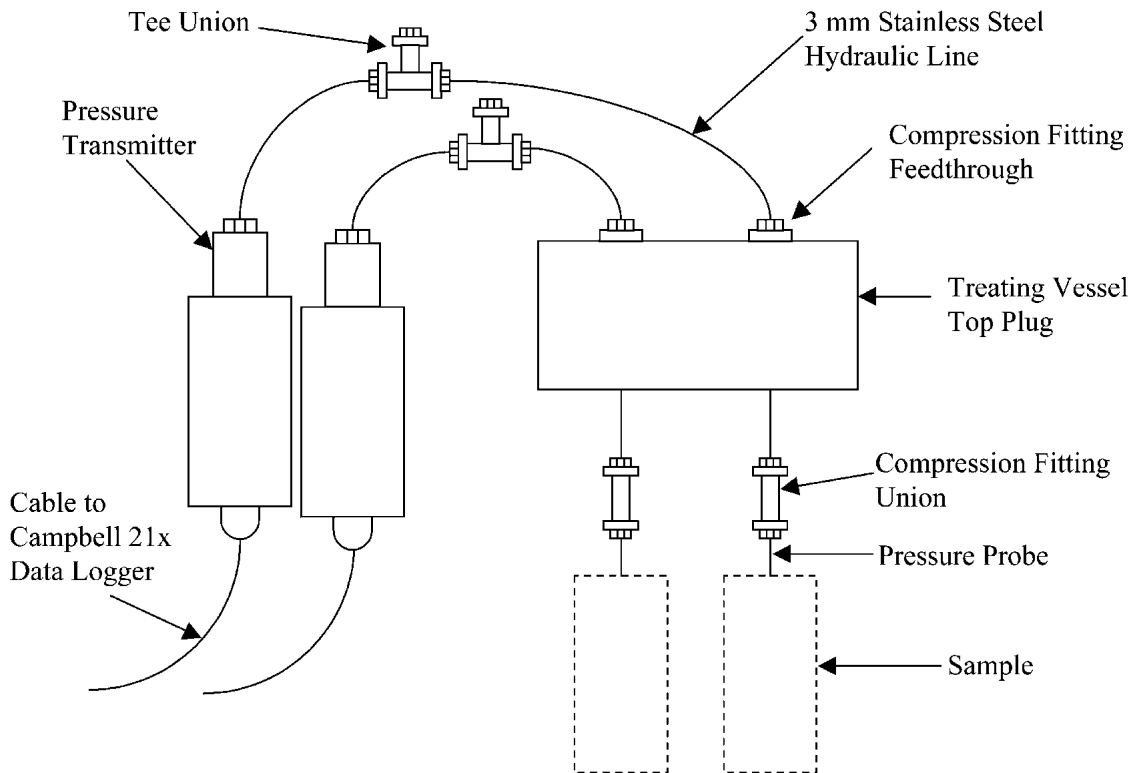 Tee Union
3 mm Stainless Steel
Hydraulic Line
Pressure
Transmitter
Compression Fitting
Feedthrough
Treating Vessel
Top Plug
Compression Fitting
Union
Cable to
Campbell 21x
Data Logger
Pressure Probe
Sample